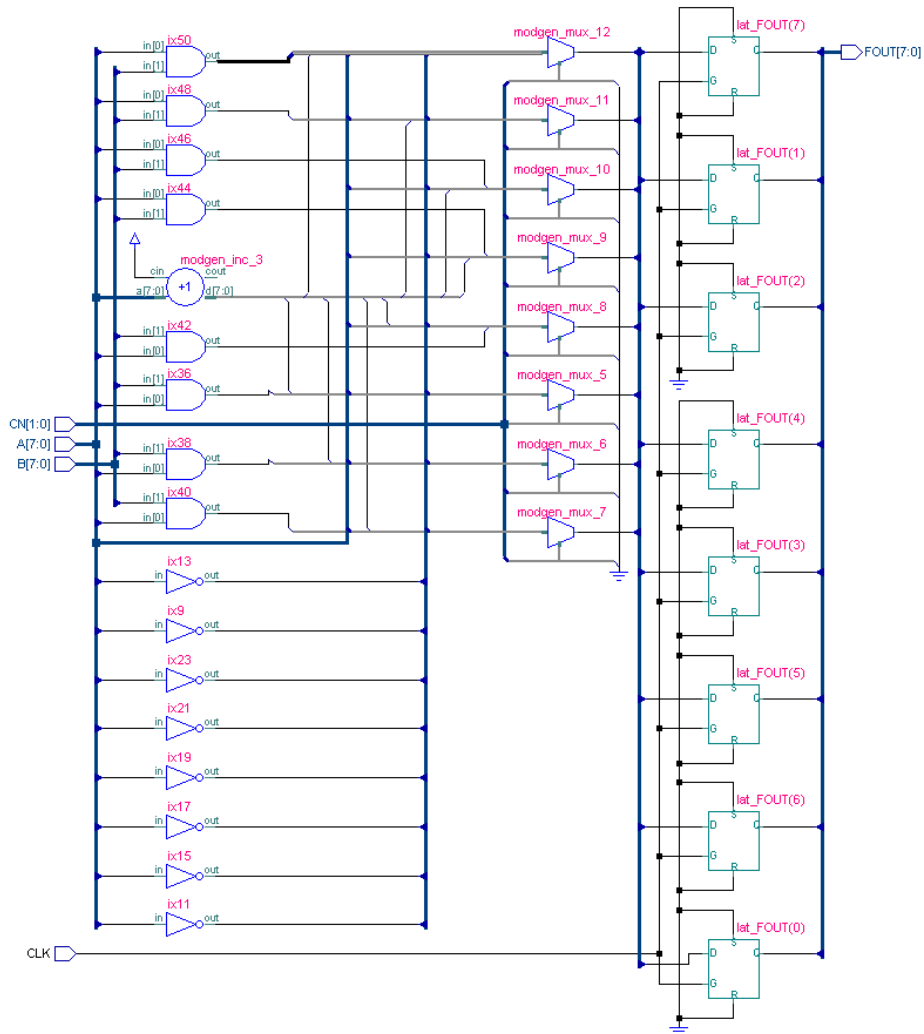 ix50
in[0]
in[1]
out
ix48
in[0]
in[1]
out
ix46
in[0]
in[1]
out
ix44
in[0]
in[1]
out
modgen_inc_3
cin
cout
a[7:0]
+1
d[7:0]
ix42
in[1]
in[0]
out
ix36
in[1]
in[0]
out
CN[1:0]
A[7:0]
B[7:0]
ix38
in[1]
in[0]
out
ix40
in[1]
in[0]
out
ix13
in
out
ix9
in
out
ix23
in
out
ix21
in
out
ix19
in
out
ix17
in
out
ix15
in
out
ix11
in
out
CLK
modgen_mux_12
modgen_mux_11
modgen_mux_10
modgen_mux_9
modgen_mux_8
modgen_mux_5
modgen_mux_6
modgen_mux_7
lat_FOUT(7)
S
D
Q
G
R
FOUT[7:0]
lat_FOUT(1)
S
D
Q
G
R
lat_FOUT(2)
S
D
Q
G
R
lat_FOUT(4)
S
D
Q
G
R
lat_FOUT(3)
S
D
Q
G
R
lat_FOUT(5)
S
D
Q
G
R
lat_FOUT(6)
S
D
Q
G
R
lat_FOUT(0)
S
D
Q
G
R